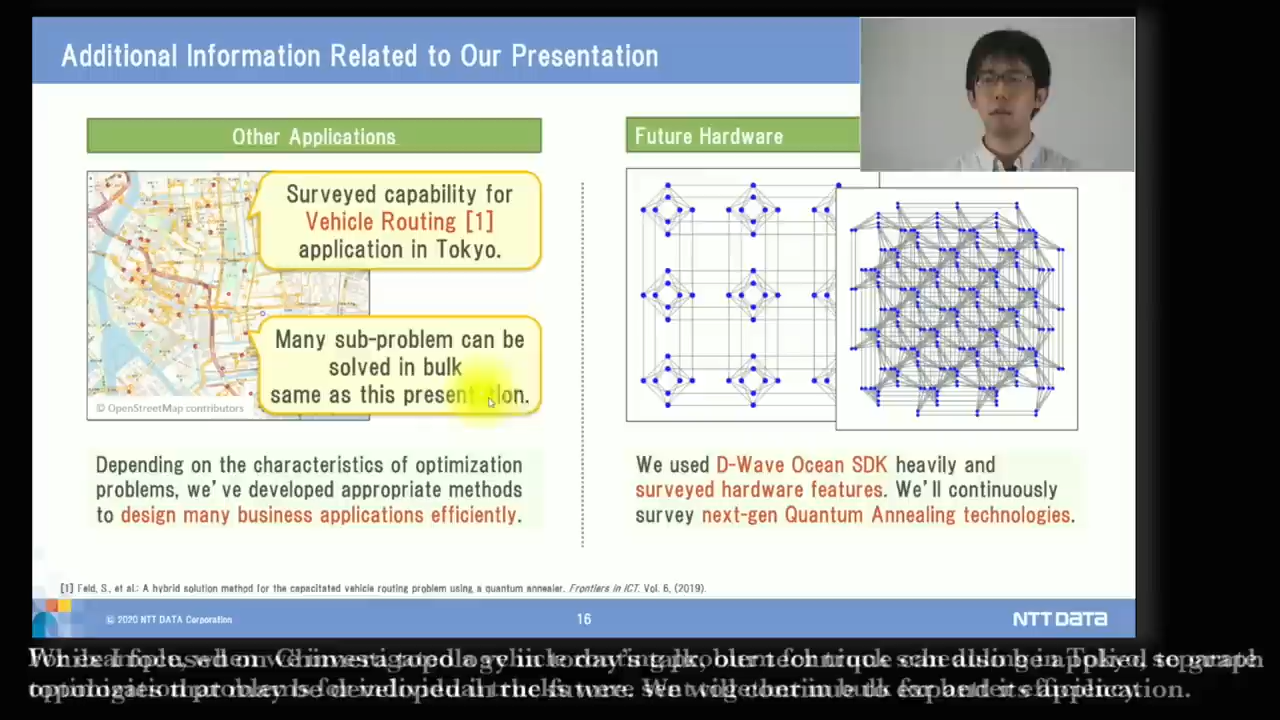 Additional Information Related to Our Presentation
Other Applications
Surveyed capability for
Vehicle Routing [1]
application in Tokyo.
Many sub-problem can be
solved in bulk
same as this presentation.
© OpenStreetMap contributors
Depending on the characteristics of optimization
problems, we've developed appropriate methods
to design many business applications efficiently.
Future Hardware
We used D-Wave Ocean SDK heavily and
surveyed hardware features. We'll continuously
survey next-gen Quantum Annealing technologies.
[1] Feld, S., et al.: A hybrid solution method for the capacitated vehicle routing problem using a quantum annealer. Frontiers in ICT. Vol. 6, (2019).
© 2020 NTT DATA Corporation
16
NTT DATA